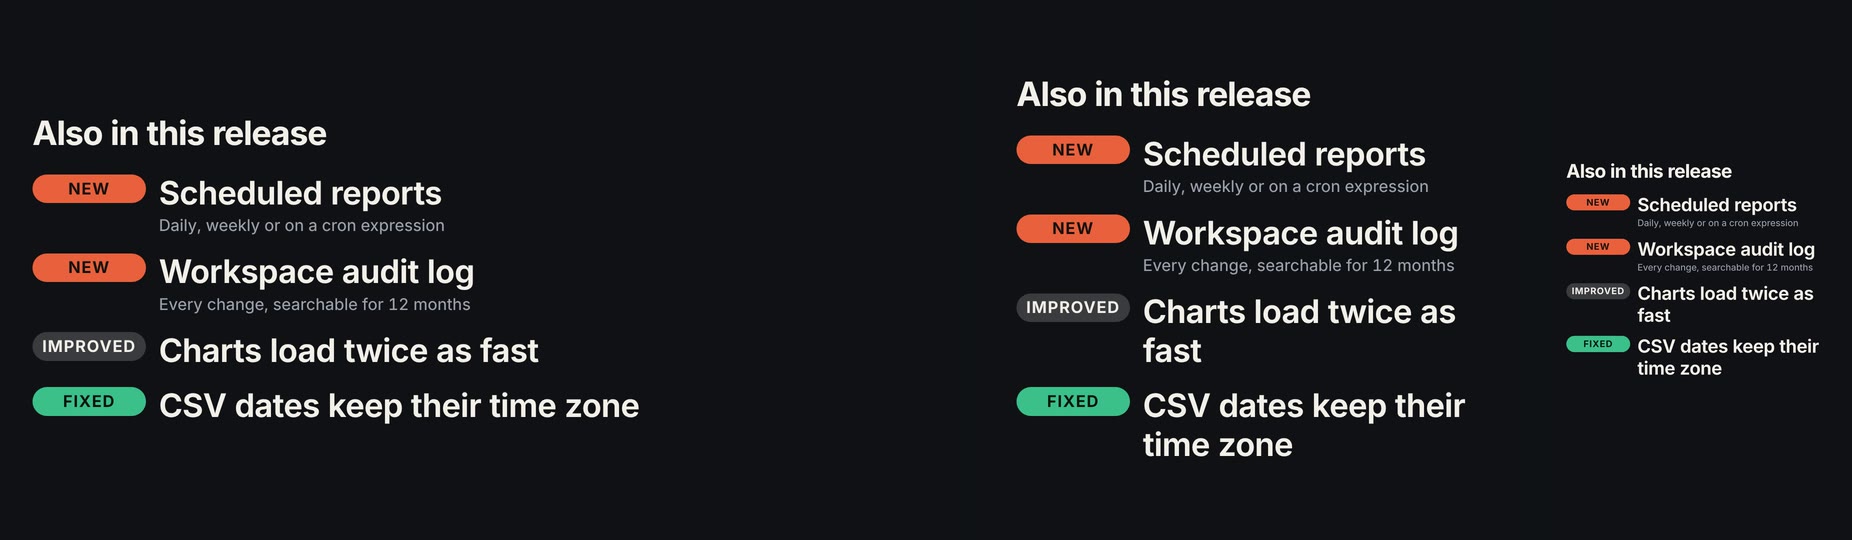 Also in this release
NEW Scheduled reports
Daily, weekly or on a cron expression
NEW Workspace audit log
Every change, searchable for 12 months
IMPROVED Charts load twice as fast
FIXED CSV dates keep their time zone
Also in this release
NEW Scheduled reports
Daily, weekly or on a cron expression
NEW Workspace audit log
Every change, searchable for 12 months
IMPROVED Charts load twice as
fast
FIXED CSV dates keep their
time zone
Also in this release
NEW Scheduled reports
Daily, weekly or on a cron expression
NEW Workspace audit log
Every change, searchable for 12 months
IMPROVED Charts load twice as
fast
FIXED CSV dates keep their
time zone